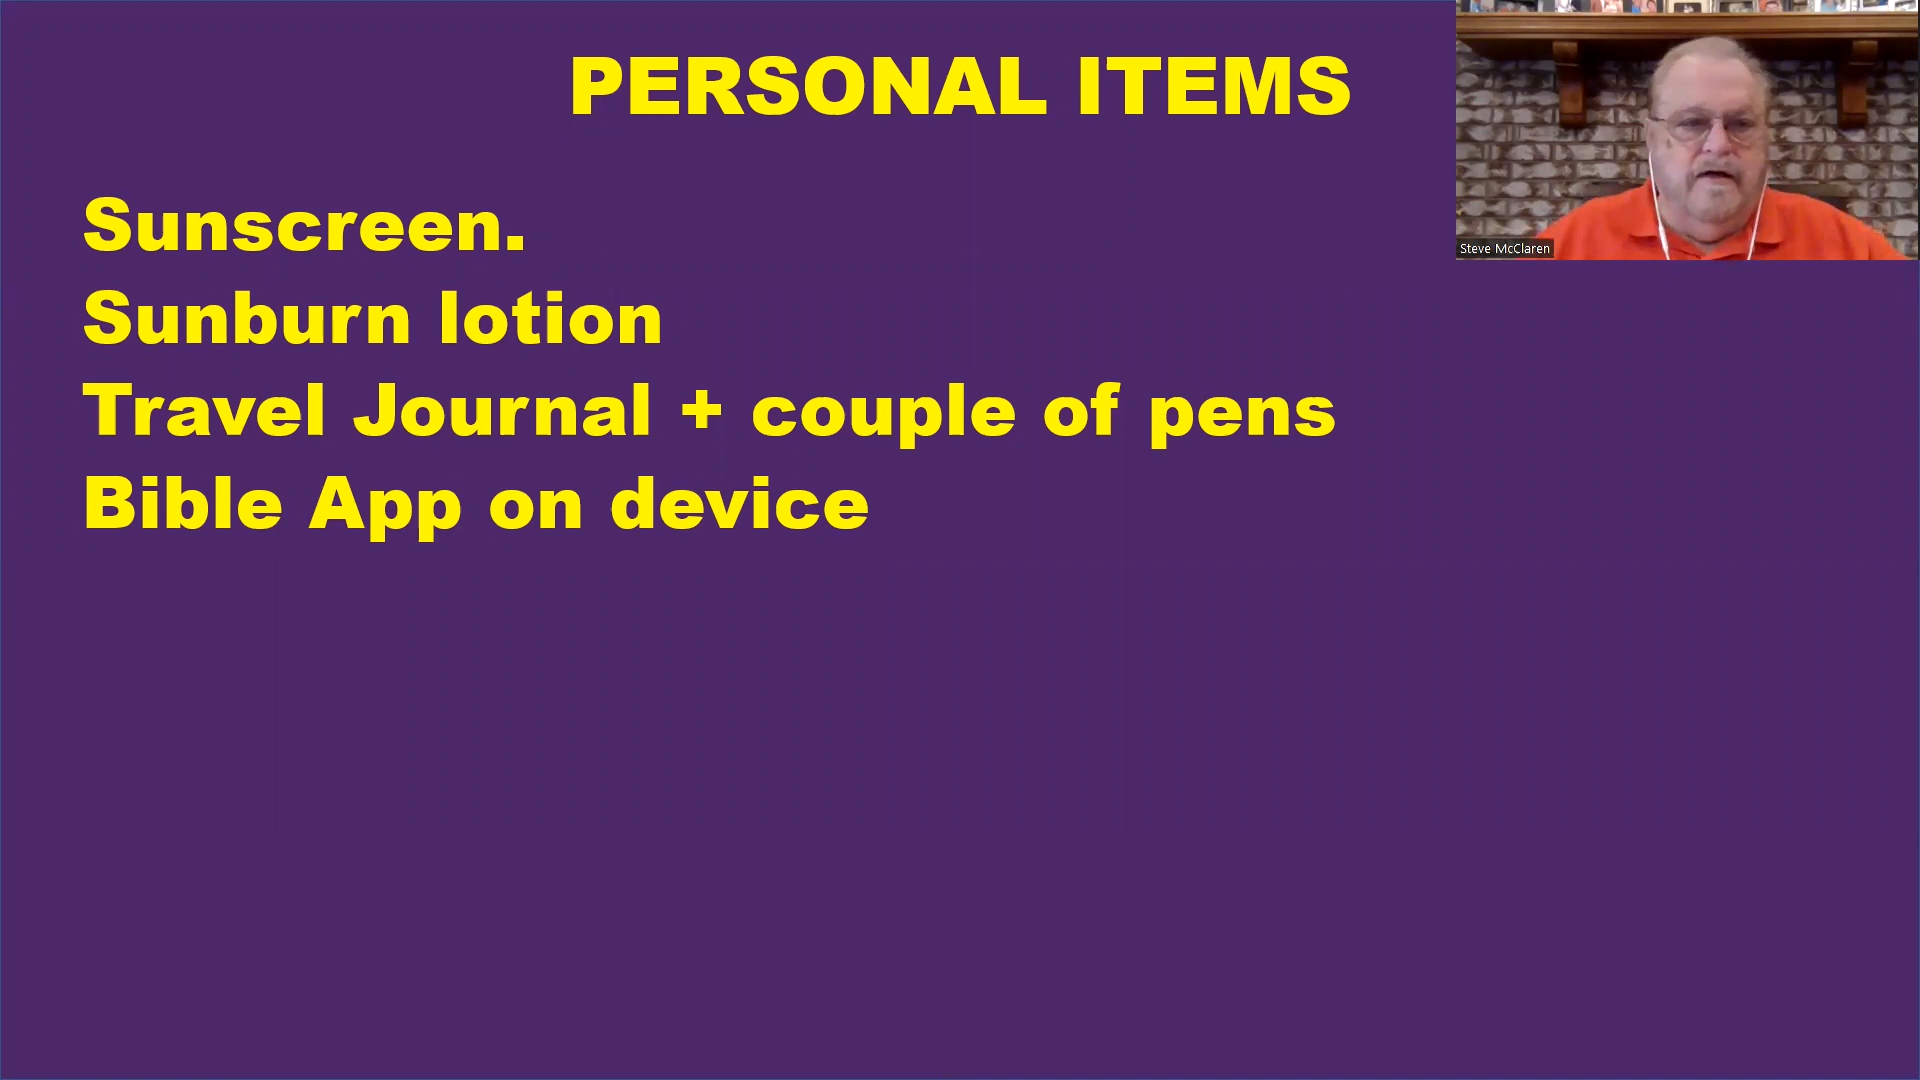 PERSONAL ITEMS
Sunscreen.
Sunburn lotion
Travel Journal + couple of pens
Bible App on device
Steve McClaren